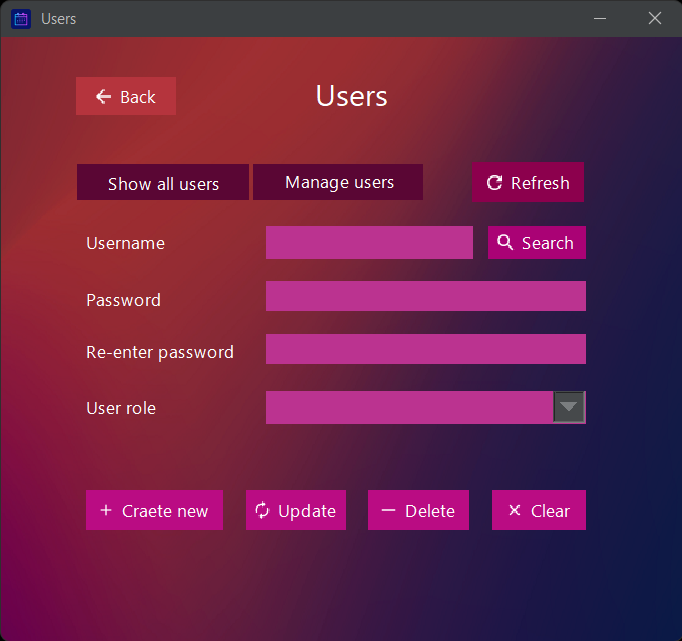 Users
Back
Users
Show all users
Manage users
Refresh
Username
Search
Password
Re-enter password
User role
Craete new
Update
Delete
Clear